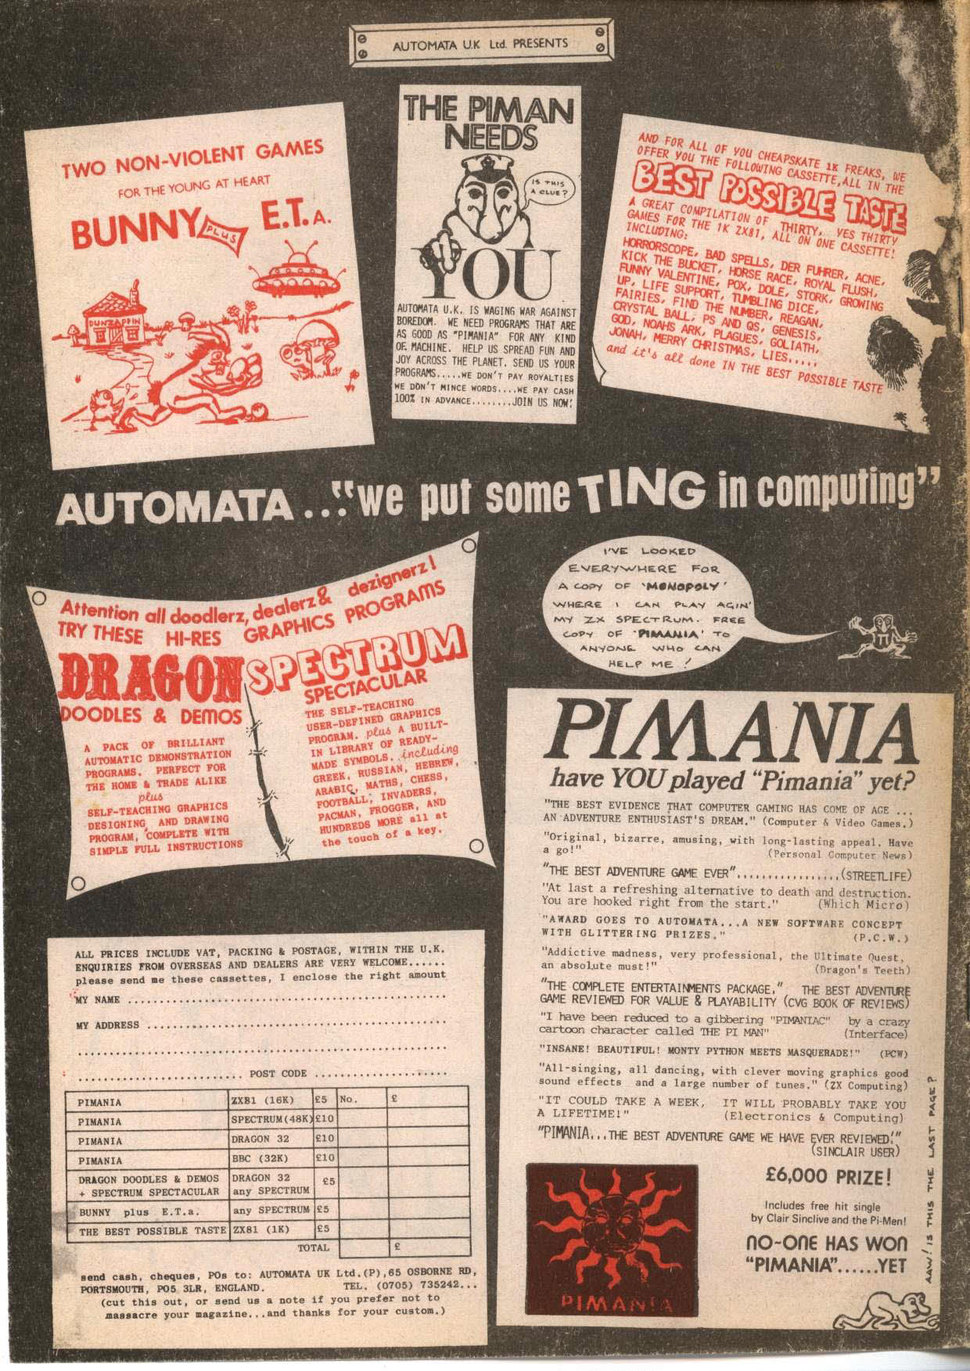 AUTOMATA U.K Ltd. PRESENTS
TWO NON-VIOLENT GAMES
FOR THE YOUNG AT HEART
BUNNY PLUS E.T.A.
DUNZAPPIN
THE PIMAN
NEEDS
IS THIS
A CLUE?
YOU
AUTOMATA U.K. IS WAGING WAR AGAINST
BOREDOM. WE NEED PROGRAMS THAT ARE
AS GOOD AS "PIMANIA" FOR ANY KIND
OF MACHINE. HELP US SPREAD FUN AND
JOY ACROSS THE PLANET. SEND US YOUR
PROGRAMS.....WE DON'T PAY ROYALTIES
WE DON'T MINCE WORDS....WE PAY CASH
100% IN ADVANCE........JOIN US NOW!
AND FOR ALL OF YOU CHEAPSKATE 1K FREAKS, WE
OFFER YOU THE FOLLOWING CASSETTE,ALL IN THE
BEST POSSIBLE TASTE
A GREAT COMPILATION OF THIRTY, YES THIRTY
GAMES FOR THE 1K ZX81, ALL ON ONE CASSETTE!
INCLUDING:
HORRORSCOPE, BAD SPELLS, DER FUHRER, ACNE,
KICK THE BUCKET, HORSE RACE, ROYAL FLUSH,
FUNNY VALENTINE, POX, DOLE, STORK, GROWING
UP, LIFE SUPPORT, TUMBLING DICE,
FAIRIES, FIND THE NUMBER, REAGAN,
CRYSTAL BALL, PS AND QS, GENESIS,
GOD, NOAHS ARK, PLAGUES, GOLIATH,
JONAH, MERRY CHRISTMAS, LIES.....
and it's all done IN THE BEST POSSIBLE TASTE
AUTOMATA ..."we put some TING in computing"
Attention all doodlerz, dealerz & dezignerz!
TRY THESE HI-RES GRAPHICS PROGRAMS
DRAGON
DOODLES & DEMOS
A PACK OF BRILLIANT
AUTOMATIC DEMONSTRATION
PROGRAMS. PERFECT FOR
THE HOME & TRADE ALIKE
plus
SELF-TEACHING GRAPHICS
DESIGNING AND DRAWING
PROGRAM, COMPLETE WITH
SIMPLE FULL INSTRUCTIONS
SPECTRUM
SPECTACULAR
THE SELF-TEACHING
USER-DEFINED GRAPHICS
PROGRAM. plus A BUILT-
IN LIBRARY OF READY-
MADE SYMBOLS. including
GREEK, RUSSIAN, HEBREW,
ARABIC, MATHS, CHESS,
FOOTBALL, INVADERS,
PACMAN, FROGGER, AND
HUNDREDS MORE all at
the touch of a key.
I'VE LOOKED
EVERYWHERE FOR
A COPY OF 'MONOPOLY'
WHERE I CAN PLAY AGIN'
MY ZX SPECTRUM. FREE
COPY OF 'PIMANIA' TO
ANYONE WHO CAN
HELP ME!
π
PIMANIA
have YOU played "Pimania" yet?
"THE BEST EVIDENCE THAT COMPUTER GAMING HAS COME OF AGE ...
AN ADVENTURE ENTHUSIAST'S DREAM." (Computer & Video Games.)
"Original, bizarre, amusing, with long-lasting appeal. Have
a go!" (Personal Computer News)
"THE BEST ADVENTURE GAME EVER"................(STREETLIFE)
"At last a refreshing alternative to death and destruction.
You are hooked right from the start." (Which Micro)
"AWARD GOES TO AUTOMATA...A NEW SOFTWARE CONCEPT
WITH GLITTERING PRIZES." (P.C.W.)
"Addictive madness, very professional, the Ultimate Quest,
an absolute must!" (Dragon's Teeth)
"THE COMPLETE ENTERTAINMENTS PACKAGE," THE BEST ADVENTURE
GAME REVIEWED FOR VALUE & PLAYABILITY (CVG BOOK OF REVIEWS)
"I have been reduced to a gibbering "PIMANIAC" by a crazy
cartoon character called THE PI MAN" (Interface)
"INSANE! BEAUTIFUL! MONTY PYTHON MEETS MASQUERADE!" (PCW)
"All-singing, all dancing, with clever moving graphics good
sound effects and a large number of tunes." (ZX Computing)
"IT COULD TAKE A WEEK, IT WILL PROBABLY TAKE YOU
A LIFETIME!" (Electronics & Computing)
"PIMANIA...THE BEST ADVENTURE GAME WE HAVE EVER REVIEWED!"
(SINCLAIR USER)
PIMANIA
£6,000 PRIZE!
Includes free hit single
by Clair Sinclive and the Pi-Men!
NO-ONE HAS WON
"PIMANIA"......YET
AAW! IS THIS THE LAST PAGE?
ALL PRICES INCLUDE VAT, PACKING & POSTAGE, WITHIN THE U.K.
ENQUIRIES FROM OVERSEAS AND DEALERS ARE VERY WELCOME......
please send me these cassettes, I enclose the right amount
MY NAME ................................................
MY ADDRESS .............................................
........................................................
........................ POST CODE .....................
PIMANIA ZX81 (16K) £5 No. £
PIMANIA SPECTRUM(48K) £10
PIMANIA DRAGON 32 £10
PIMANIA BBC (32K) £10
DRAGON DOODLES & DEMOS DRAGON 32 £5
+ SPECTRUM SPECTACULAR any SPECTRUM
BUNNY plus E.T.a. any SPECTRUM £5
THE BEST POSSIBLE TASTE ZX81 (1K) £5
TOTAL £
send cash, cheques, POs to: AUTOMATA UK Ltd.(P),65 OSBORNE RD,
PORTSMOUTH, PO5 3LR, ENGLAND. TEL. (0705) 735242...
(cut this out, or send us a note if you prefer not to
massacre your magazine...and thanks for your custom.)